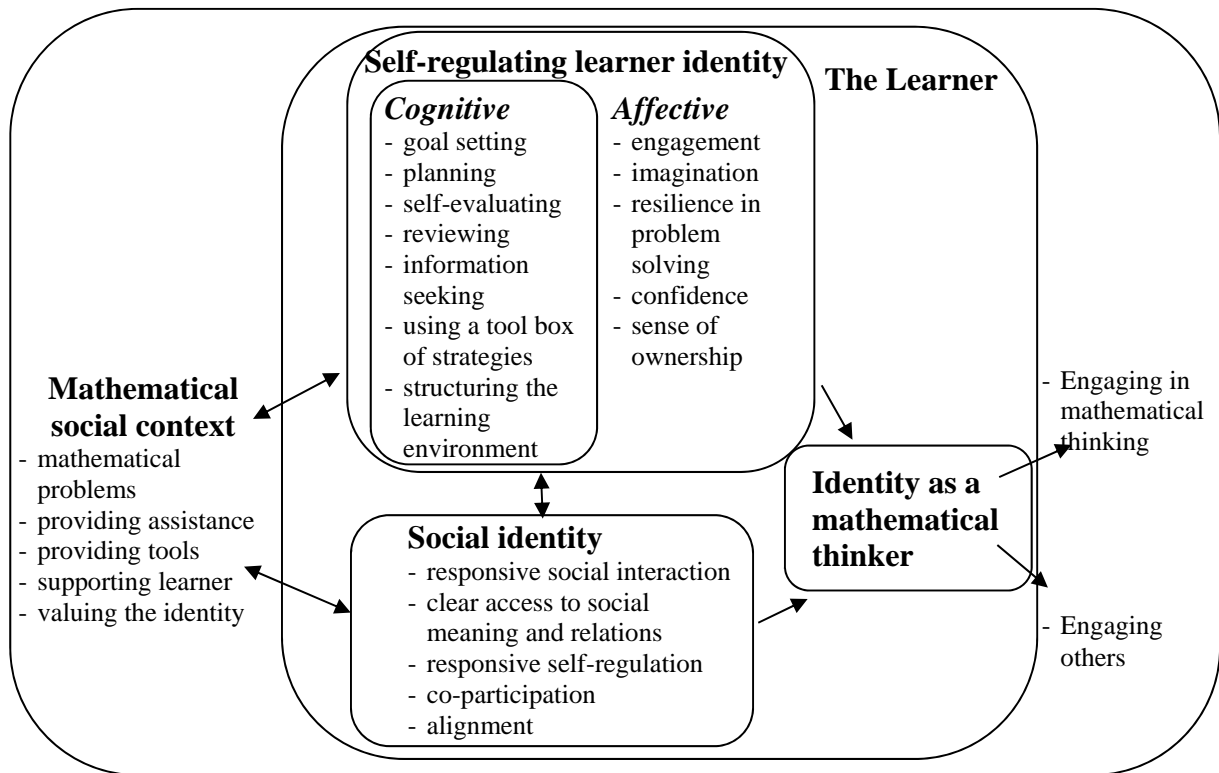 Self-regulating learner identity
The Learner
Cognitive
- goal setting
- planning
- self-evaluating
- reviewing
- information
seeking
- using a tool box
of strategies
- structuring the
learning
environment
Affective
- engagement
- imagination
- resilience in
problem
solving
- confidence
- sense of
ownership
Mathematical
social context
- mathematical
problems
- providing assistance
- providing tools
- supporting learner
- valuing the identity
Social identity
- responsive social interaction
- clear access to social
meaning and relations
- responsive self-regulation
- co-participation
- alignment
Identity as a
mathematical
thinker
- Engaging in
mathematical
thinking
- Engaging
others